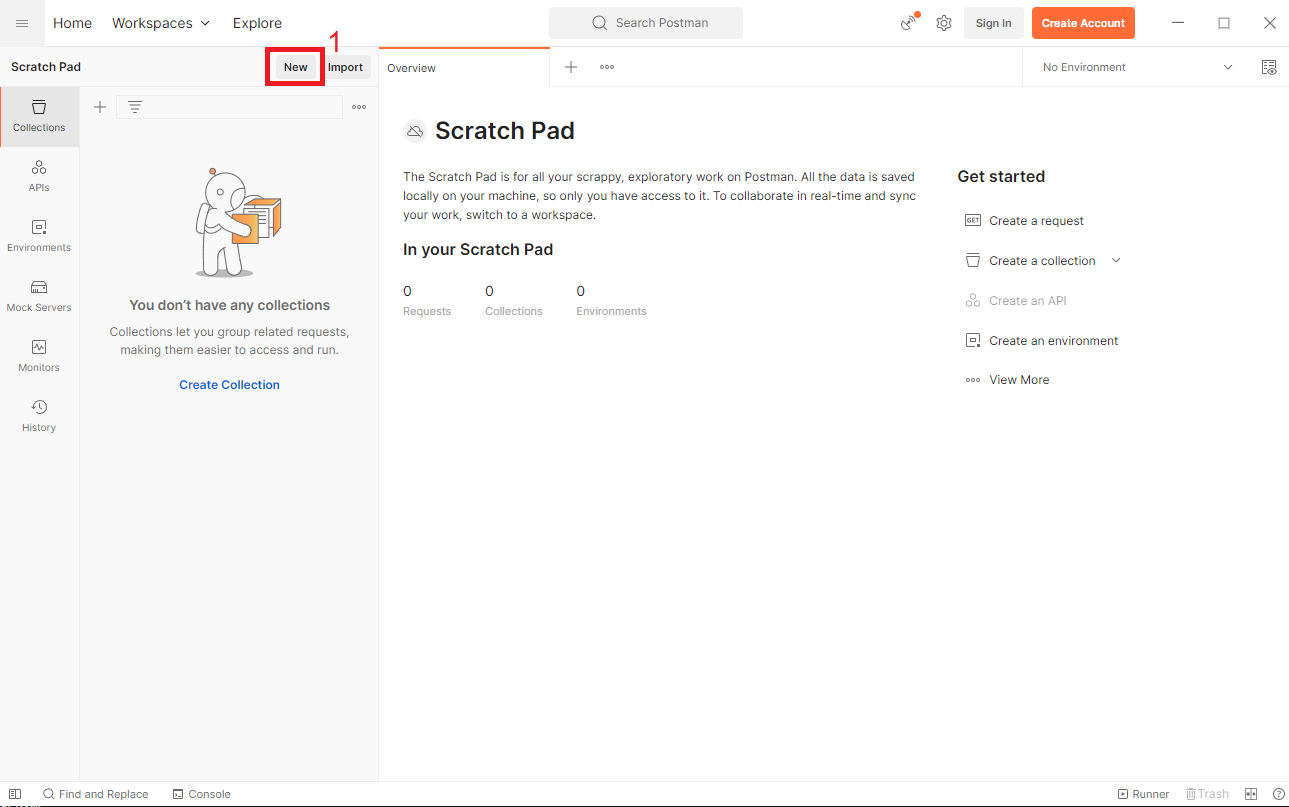 Home Workspaces Explore Search Postman Sign In Create Account
1
Scratch Pad New Import Overview No Environment
Collections
APIs
Environments
Mock Servers
Monitors
History
You don't have any collections
Collections let you group related requests,
making them easier to access and run.
Create Collection
Scratch Pad
The Scratch Pad is for all your scrappy, exploratory work on Postman. All the data is saved
locally on your machine, so only you have access to it. To collaborate in real-time and sync
your work, switch to a workspace.
In your Scratch Pad
0 0 0
Requests Collections Environments
Get started
GET Create a request
Create a collection
Create an API
Create an environment
View More
Find and Replace Console Runner Trash